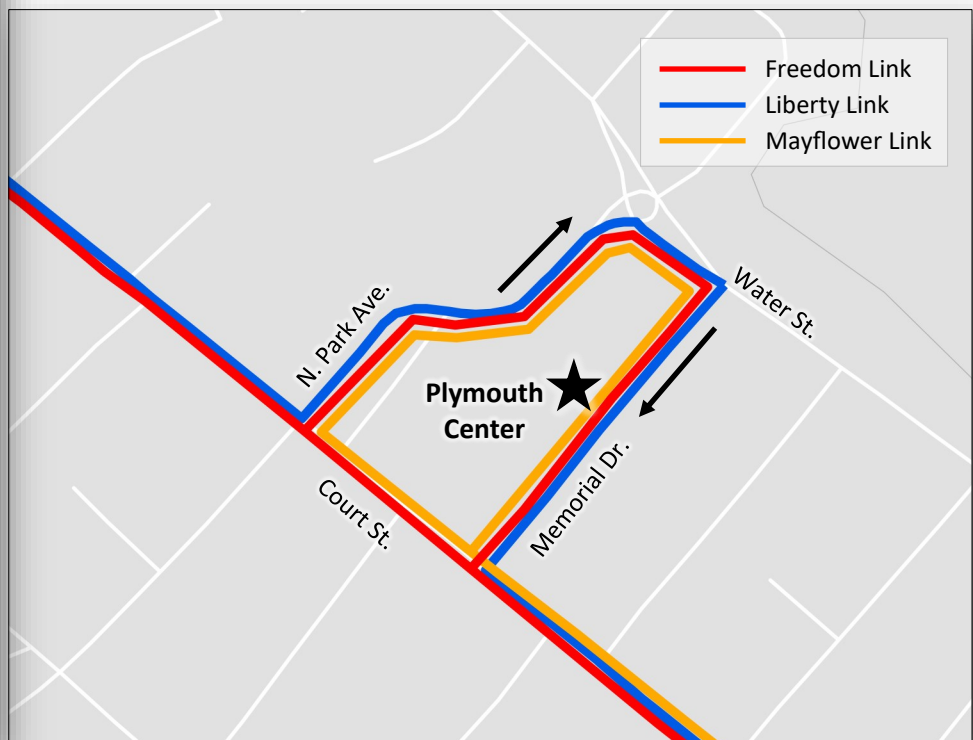 Freedom Link
Liberty Link
Mayflower Link
N. Park Ave.
Water St.
Plymouth
Center
Memorial Dr.
Court St.